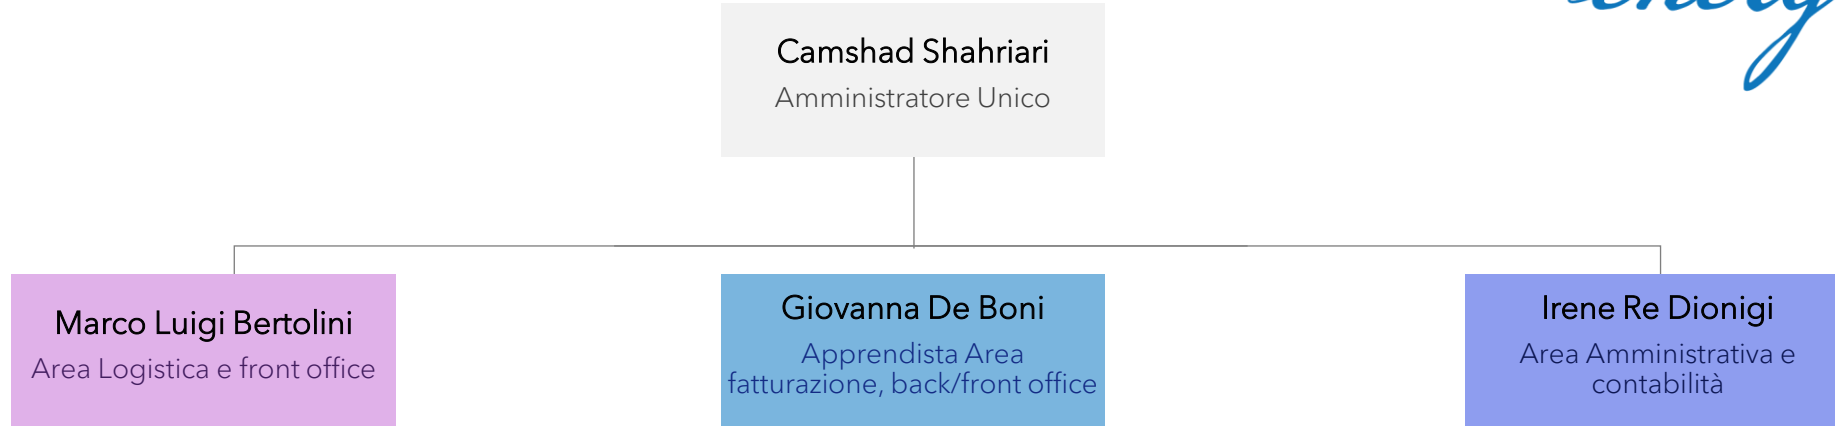 Camshad Shahriari
Amministratore Unico
Marco Luigi Bertolini
Area Logistica e front office
Giovanna De Boni
Apprendista Area
fatturazione, back/front office
Irene Re Dionigi
Area Amministrativa e
contabilità